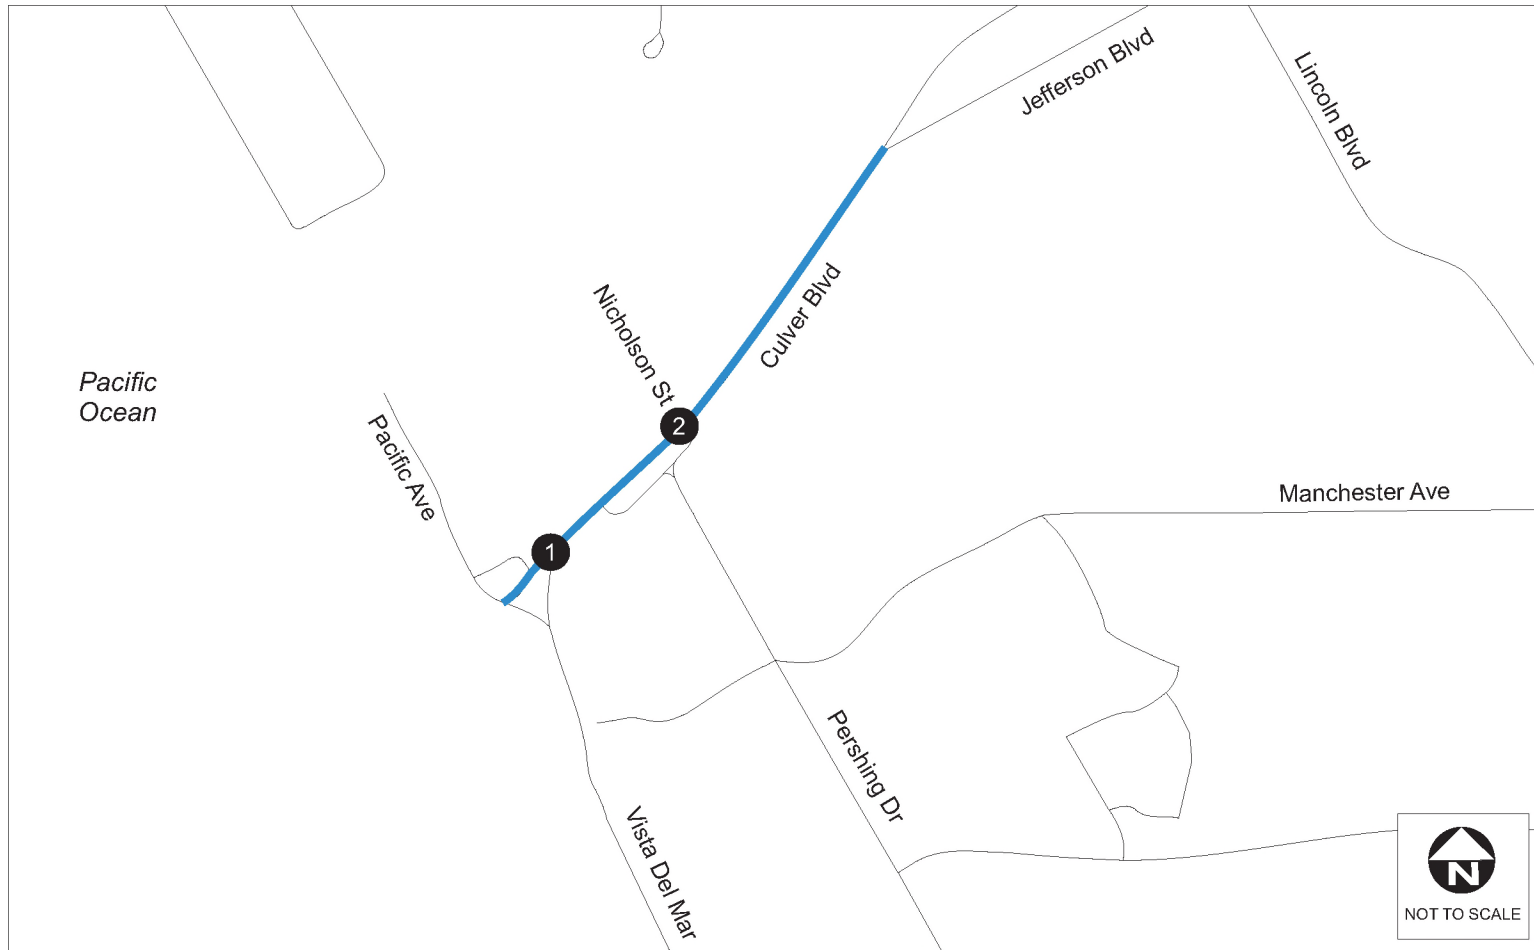 Jefferson Blvd
Lincoln Blvd
Culver Blvd
Nicholson St
Pacific
Ocean
Pacific Ave
2
1
Manchester Ave
Pershing Dr
Vista Del Mar
N
NOT TO SCALE